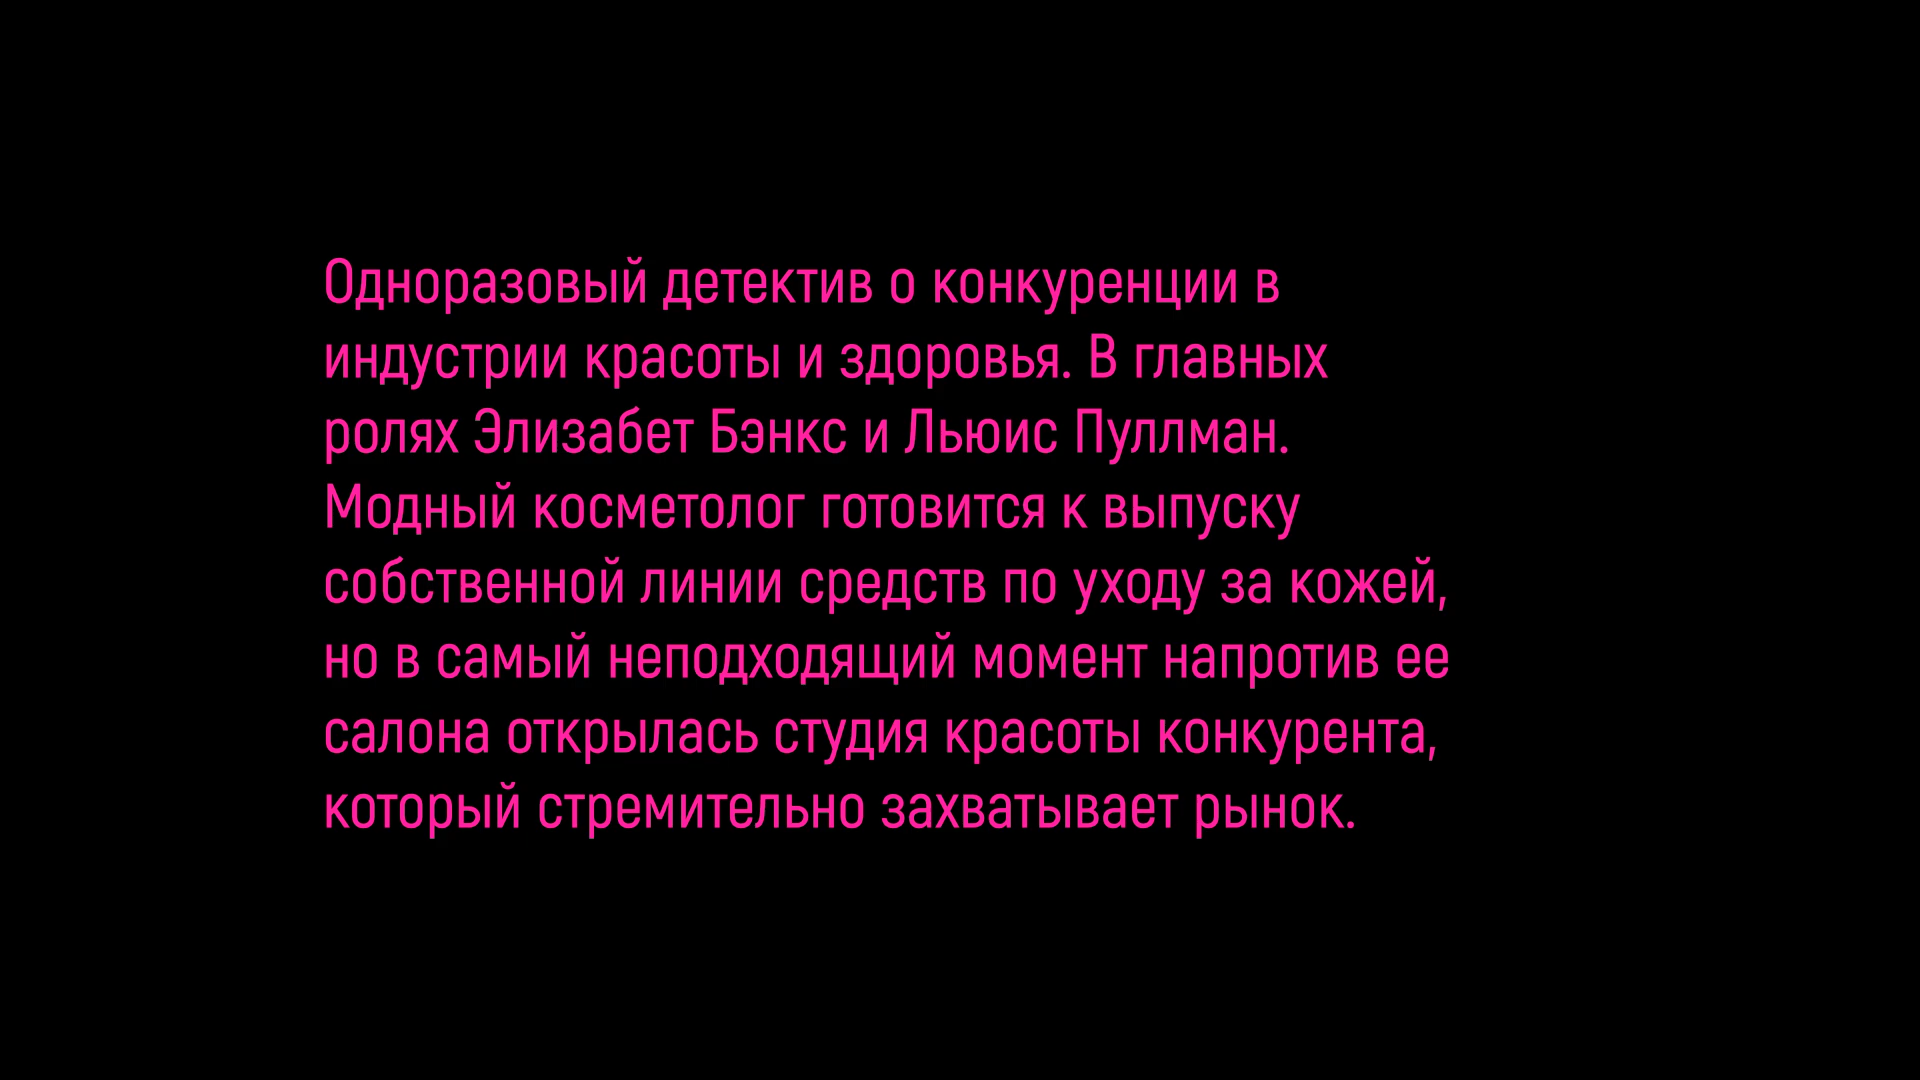 Одноразовый детектив о конкуренции в
индустрии красоты и здоровья. В главных
ролях Элизабет Бэнкс и Льюис Пуллман.
Модный косметолог готовится к выпуску
собственной линии средств по уходу за кожей,
но в самый неподходящий момент напротив ее
салона открылась студия красоты конкурента,
который стремительно захватывает рынок.